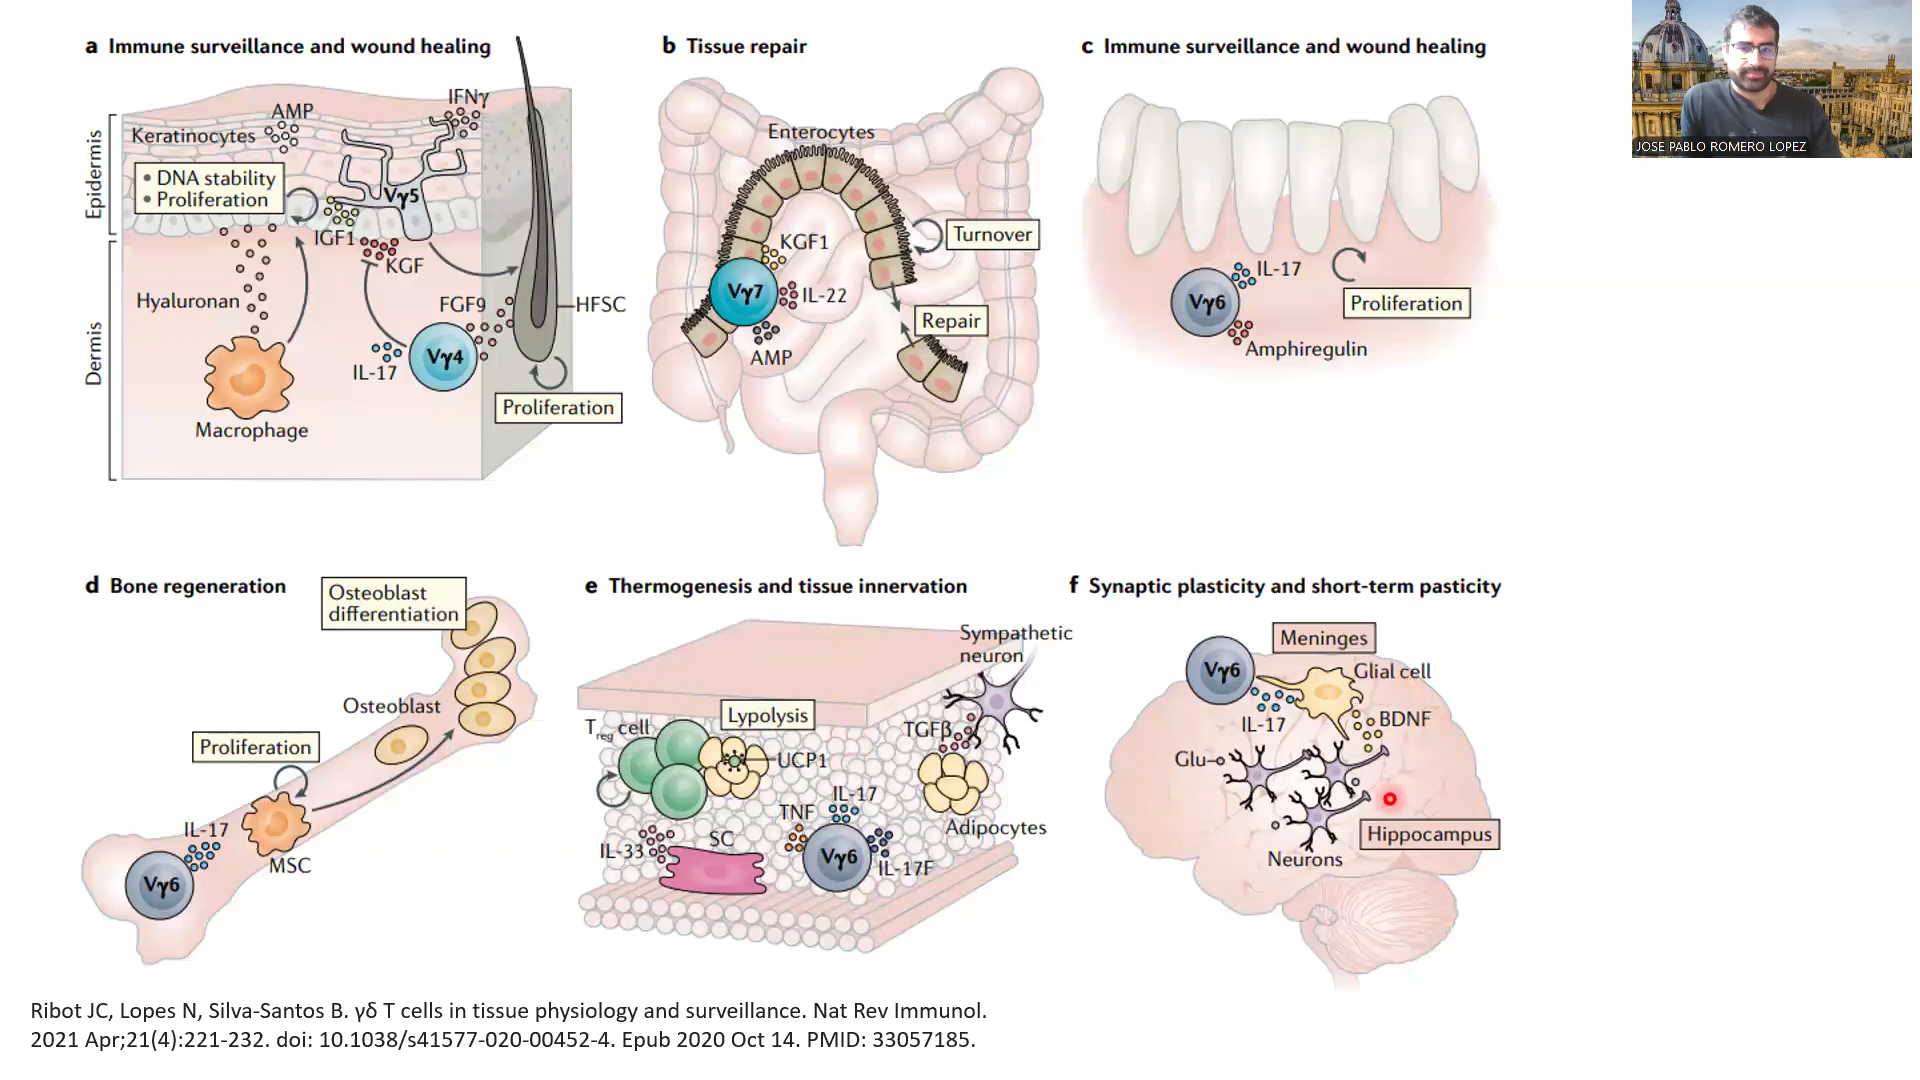 a Immune surveillance and wound healing
Epidermis
Dermis
AMP
IFNγ
Keratinocytes
• DNA stability
• Proliferation
Vγ5
IGF1
KGF
Hyaluronan
FGF9
HFSC
IL-17
Vγ4
Macrophage
Proliferation
b Tissue repair
Enterocytes
KGF1
Turnover
Vγ7
IL-22
Repair
AMP
c Immune surveillance and wound healing
IL-17
Vγ6
Proliferation
Amphiregulin
JOSE PABLO ROMERO LOPEZ
d Bone regeneration
Osteoblast
differentiation
Osteoblast
Proliferation
IL-17
MSC
Vγ6
e Thermogenesis and tissue innervation
Sympathetic
neuron
Treg cell
Lypolysis
TGFβ
UCP1
IL-17
TNF
Adipocytes
IL-33
SC
Vγ6
IL-17F
f Synaptic plasticity and short-term pasticity
Meninges
Vγ6
Glial cell
IL-17
BDNF
Glu
Hippocampus
Neurons
Ribot JC, Lopes N, Silva-Santos B. γδ T cells in tissue physiology and surveillance. Nat Rev Immunol.
2021 Apr;21(4):221-232. doi: 10.1038/s41577-020-00452-4. Epub 2020 Oct 14. PMID: 33057185.